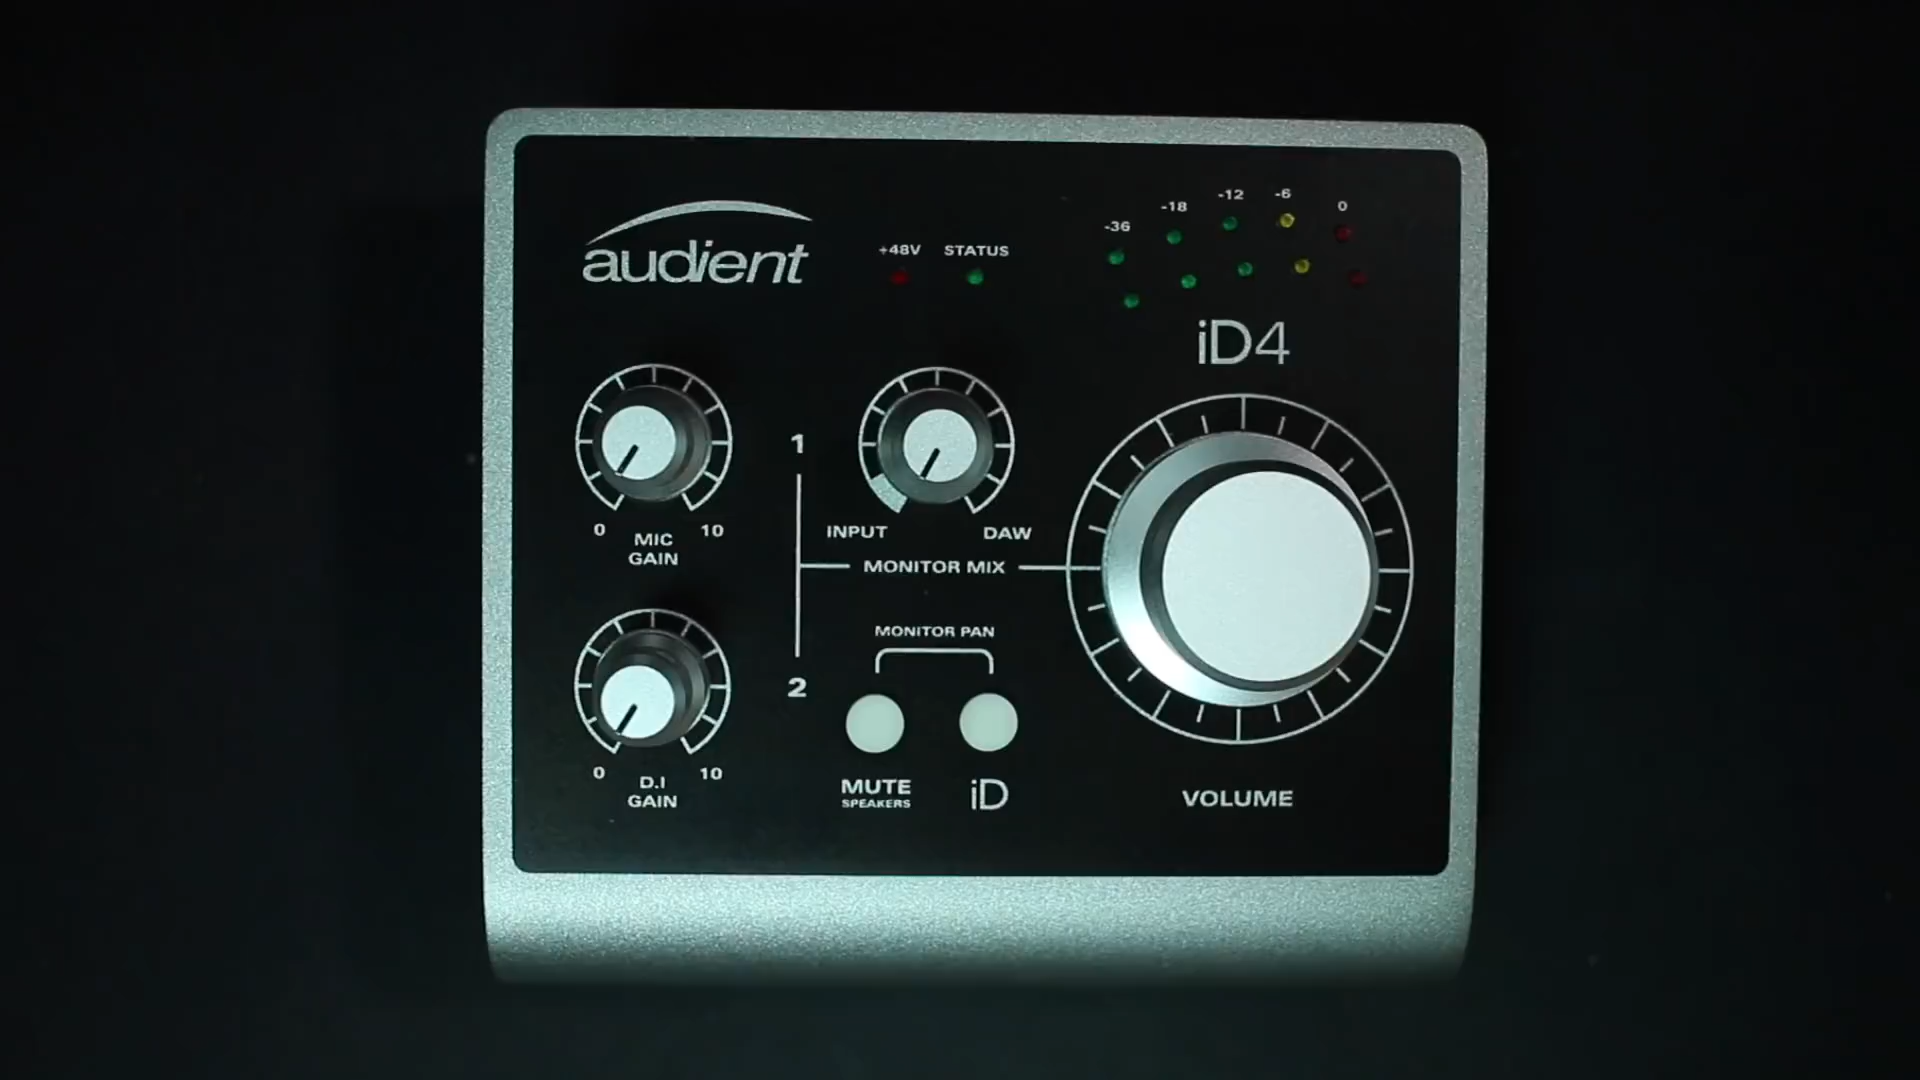 audient
+48V STATUS
-36 -18 -12 -6 0
iD4
0 10
MIC
GAIN
1
INPUT DAW
MONITOR MIX
MONITOR PAN
2
0 10
D.I
GAIN
MUTE
SPEAKERS
iD
VOLUME